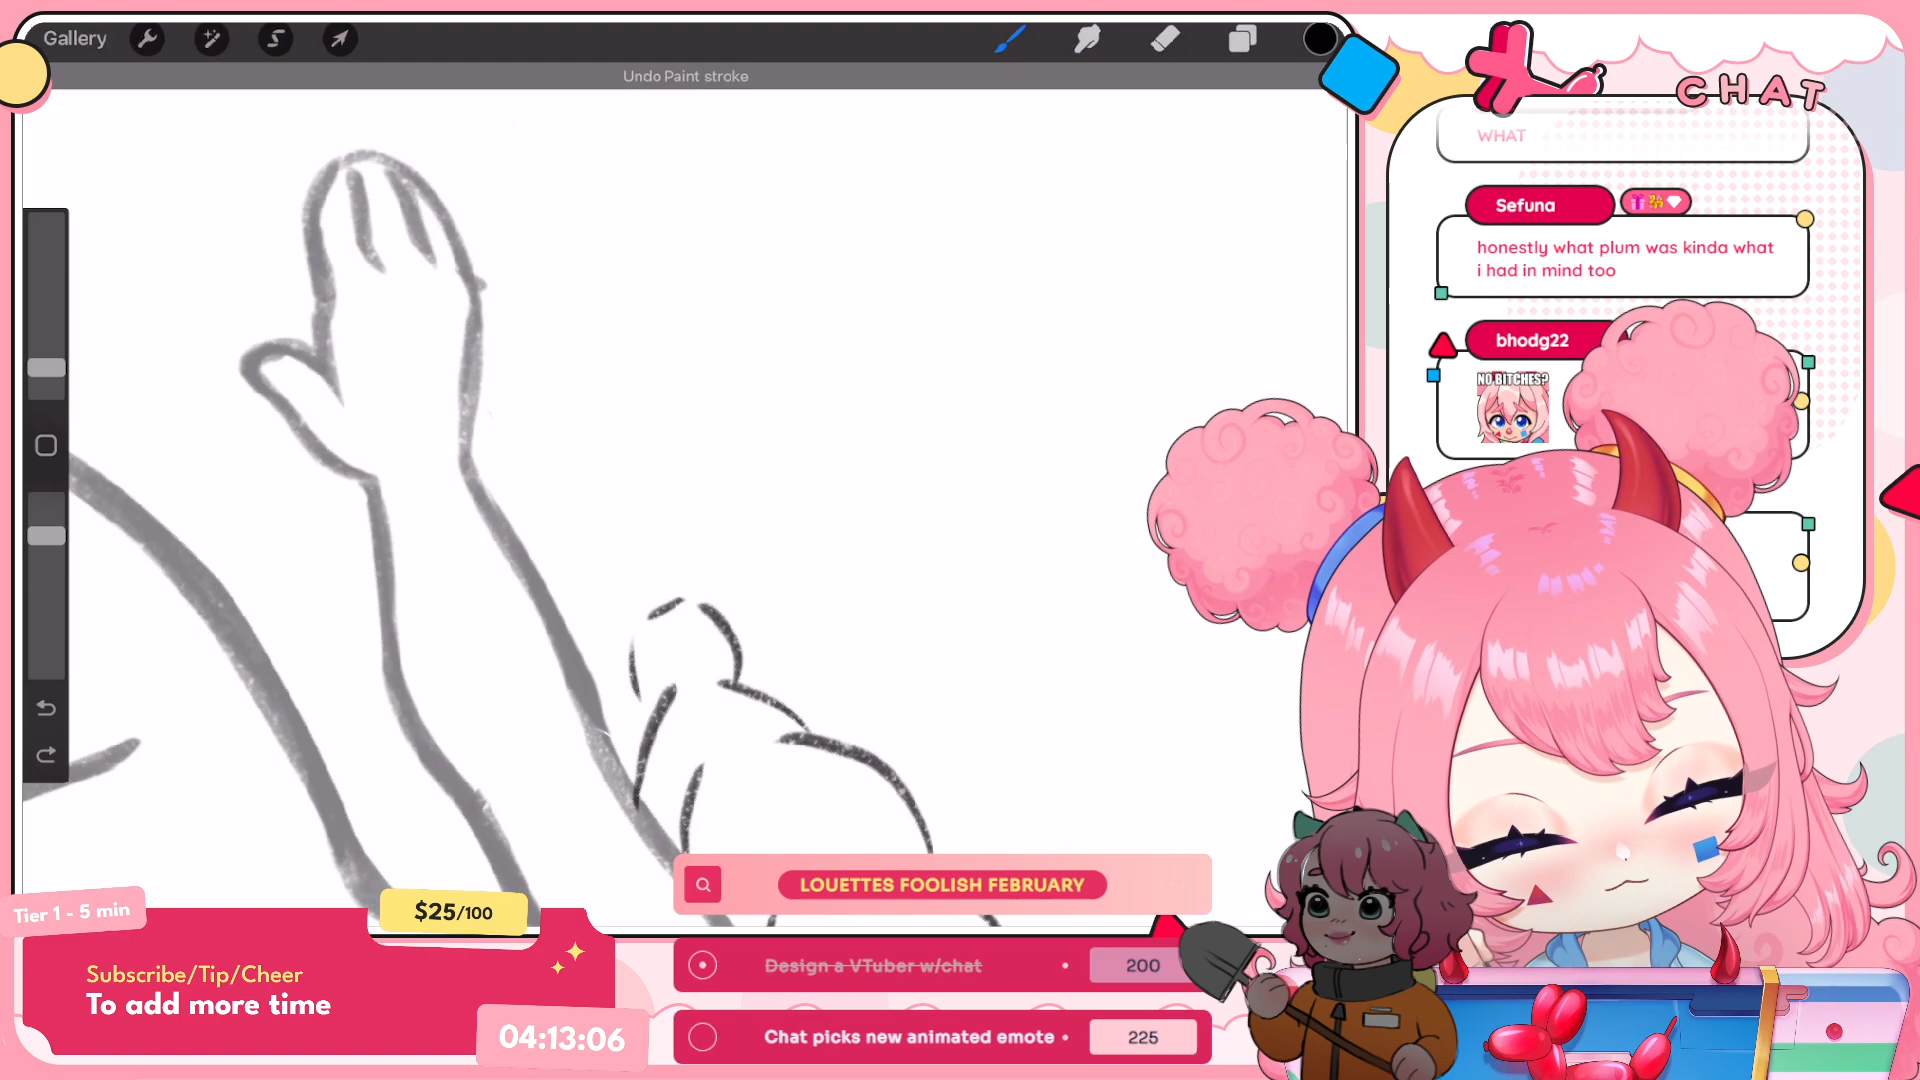 Gallery
Undo Paint stroke
CHAT
WHAT
Sefuna
honestly what plum was kinda what
i had in mind too
bhodg22
NO BITCHES?
Tier 1 - 5 min
$25/100
Subscribe/Tip/Cheer
To add more time
04:13:06
LOUETTES FOOLISH FEBRUARY
Design a VTuber w/chat • 200
Chat picks new animated emote • 225